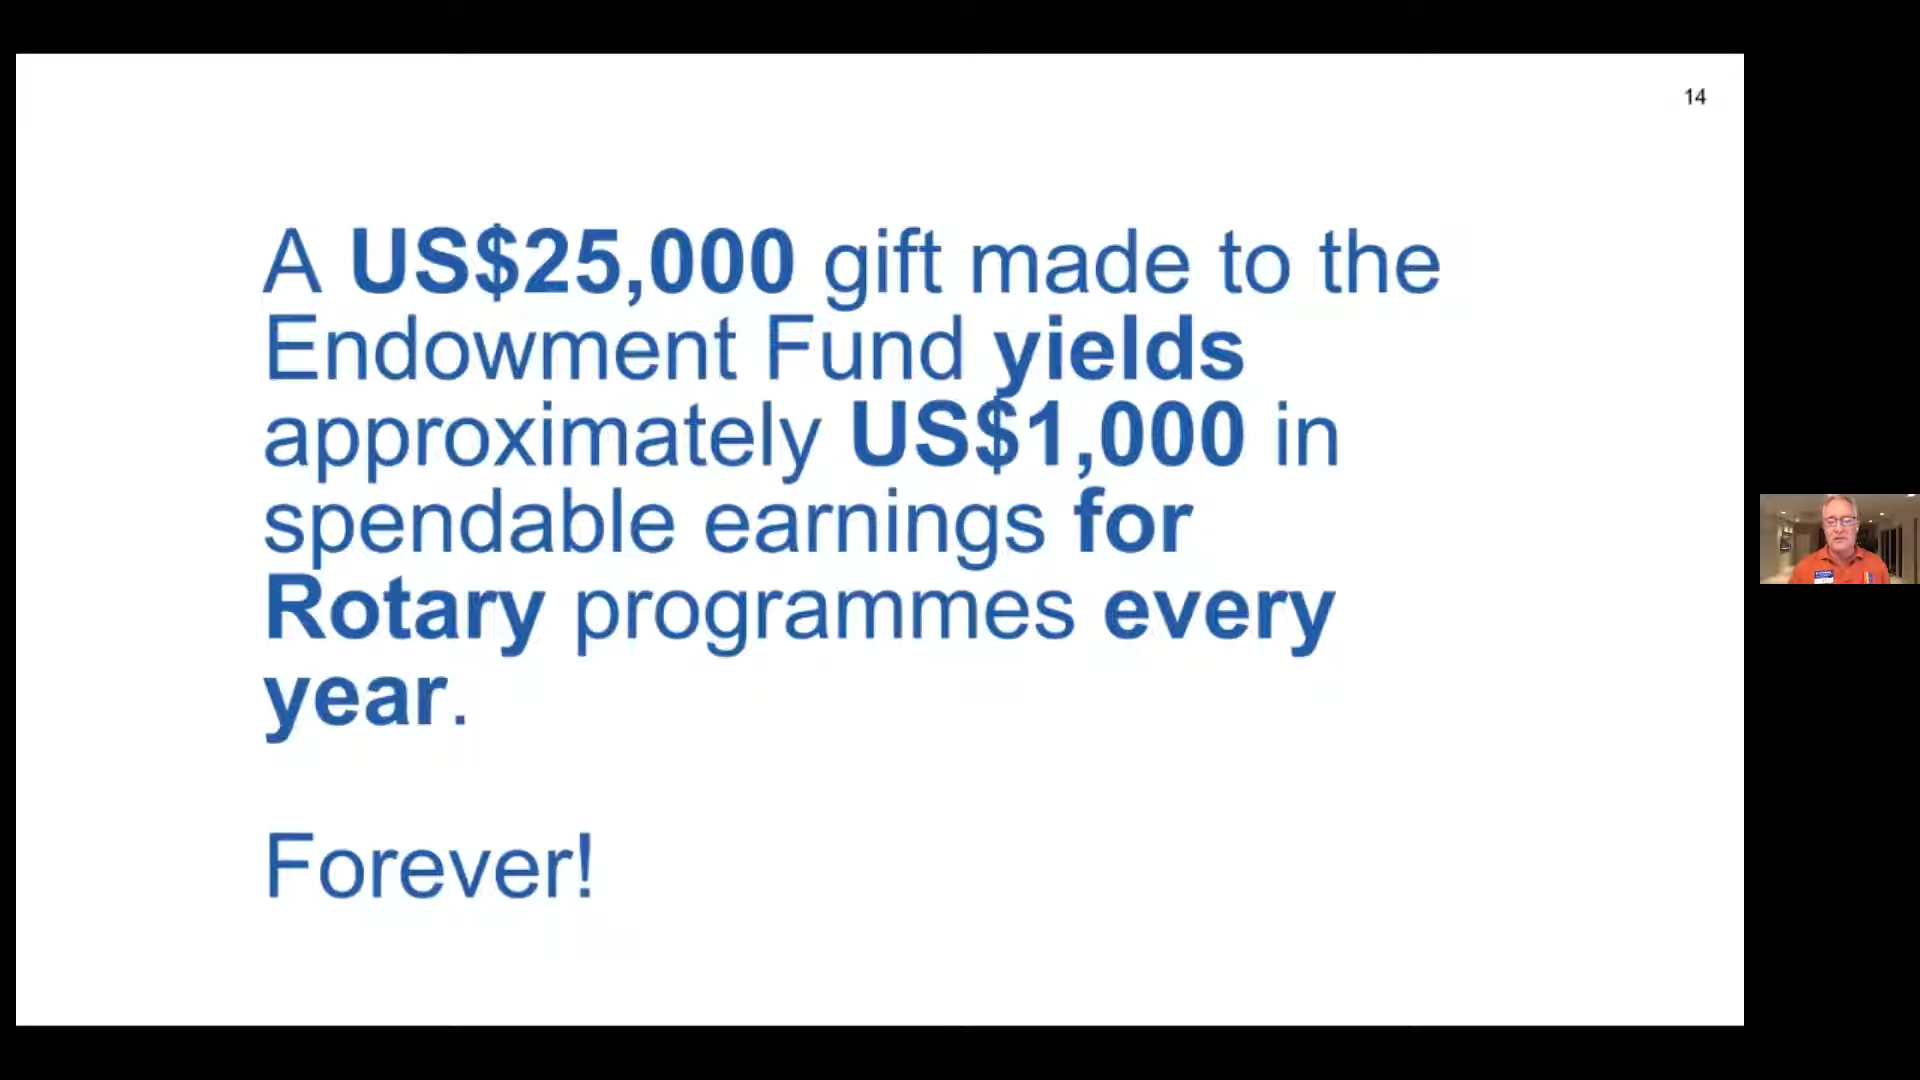 14
A US$25,000 gift made to the
Endowment Fund yields
approximately US$1,000 in
spendable earnings for
Rotary programmes every
year.
Forever!